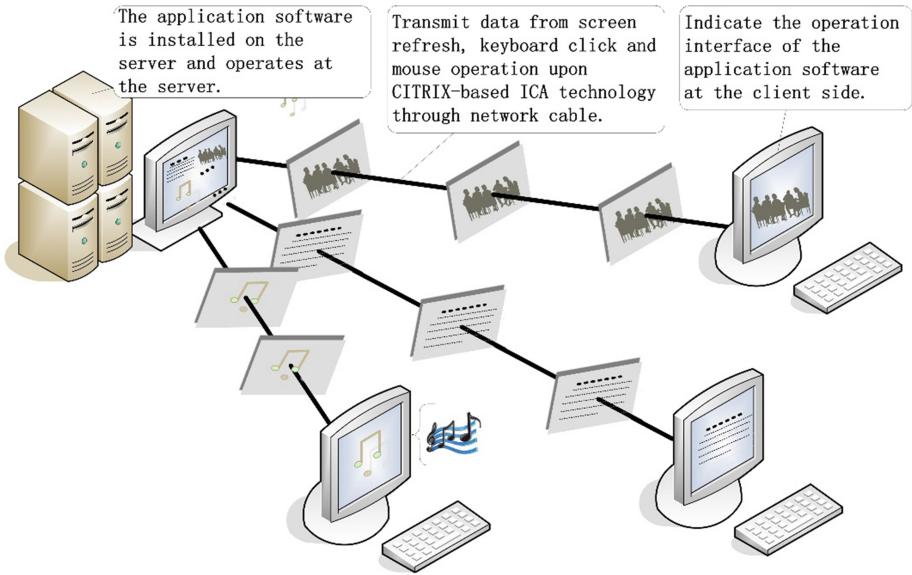 The application software
is installed on the
server and operates at
the server.
Transmit data from screen
refresh, keyboard click and
mouse operation upon
CITRIX-based ICA technology
through network cable.
Indicate the operation
interface of the
application software
at the client side.